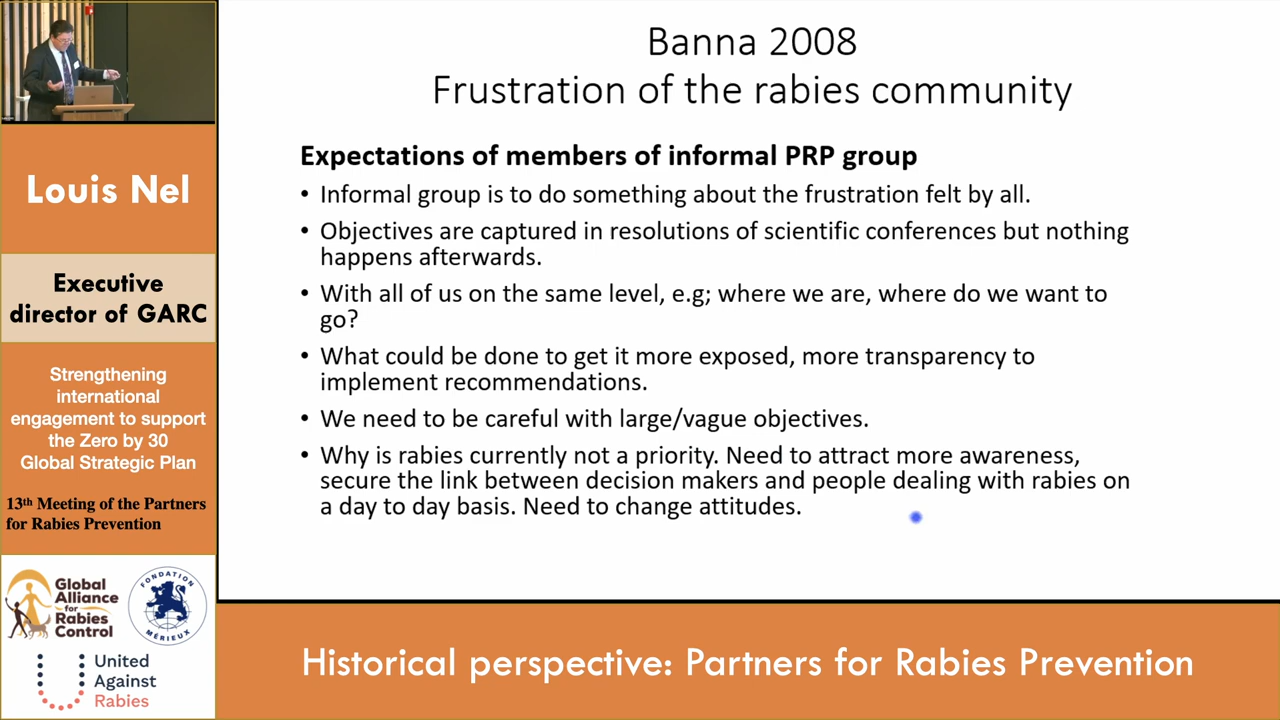 Louis Nel
Executive
director of GARC
Strengthening
international
engagement to support
the Zero by 30
Global Strategic Plan
13th Meeting of the Partners
for Rabies Prevention
Global
Alliance
for
Rabies
Control
FONDATION
MÉRIEUX
United
Against
Rabies
Banna 2008
Frustration of the rabies community
Expectations of members of informal PRP group
• Informal group is to do something about the frustration felt by all.
• Objectives are captured in resolutions of scientific conferences but nothing
happens afterwards.
• With all of us on the same level, e.g; where we are, where do we want to
go?
• What could be done to get it more exposed, more transparency to
implement recommendations.
• We need to be careful with large/vague objectives.
• Why is rabies currently not a priority. Need to attract more awareness,
secure the link between decision makers and people dealing with rabies on
a day to day basis. Need to change attitudes.
Historical perspective: Partners for Rabies Prevention